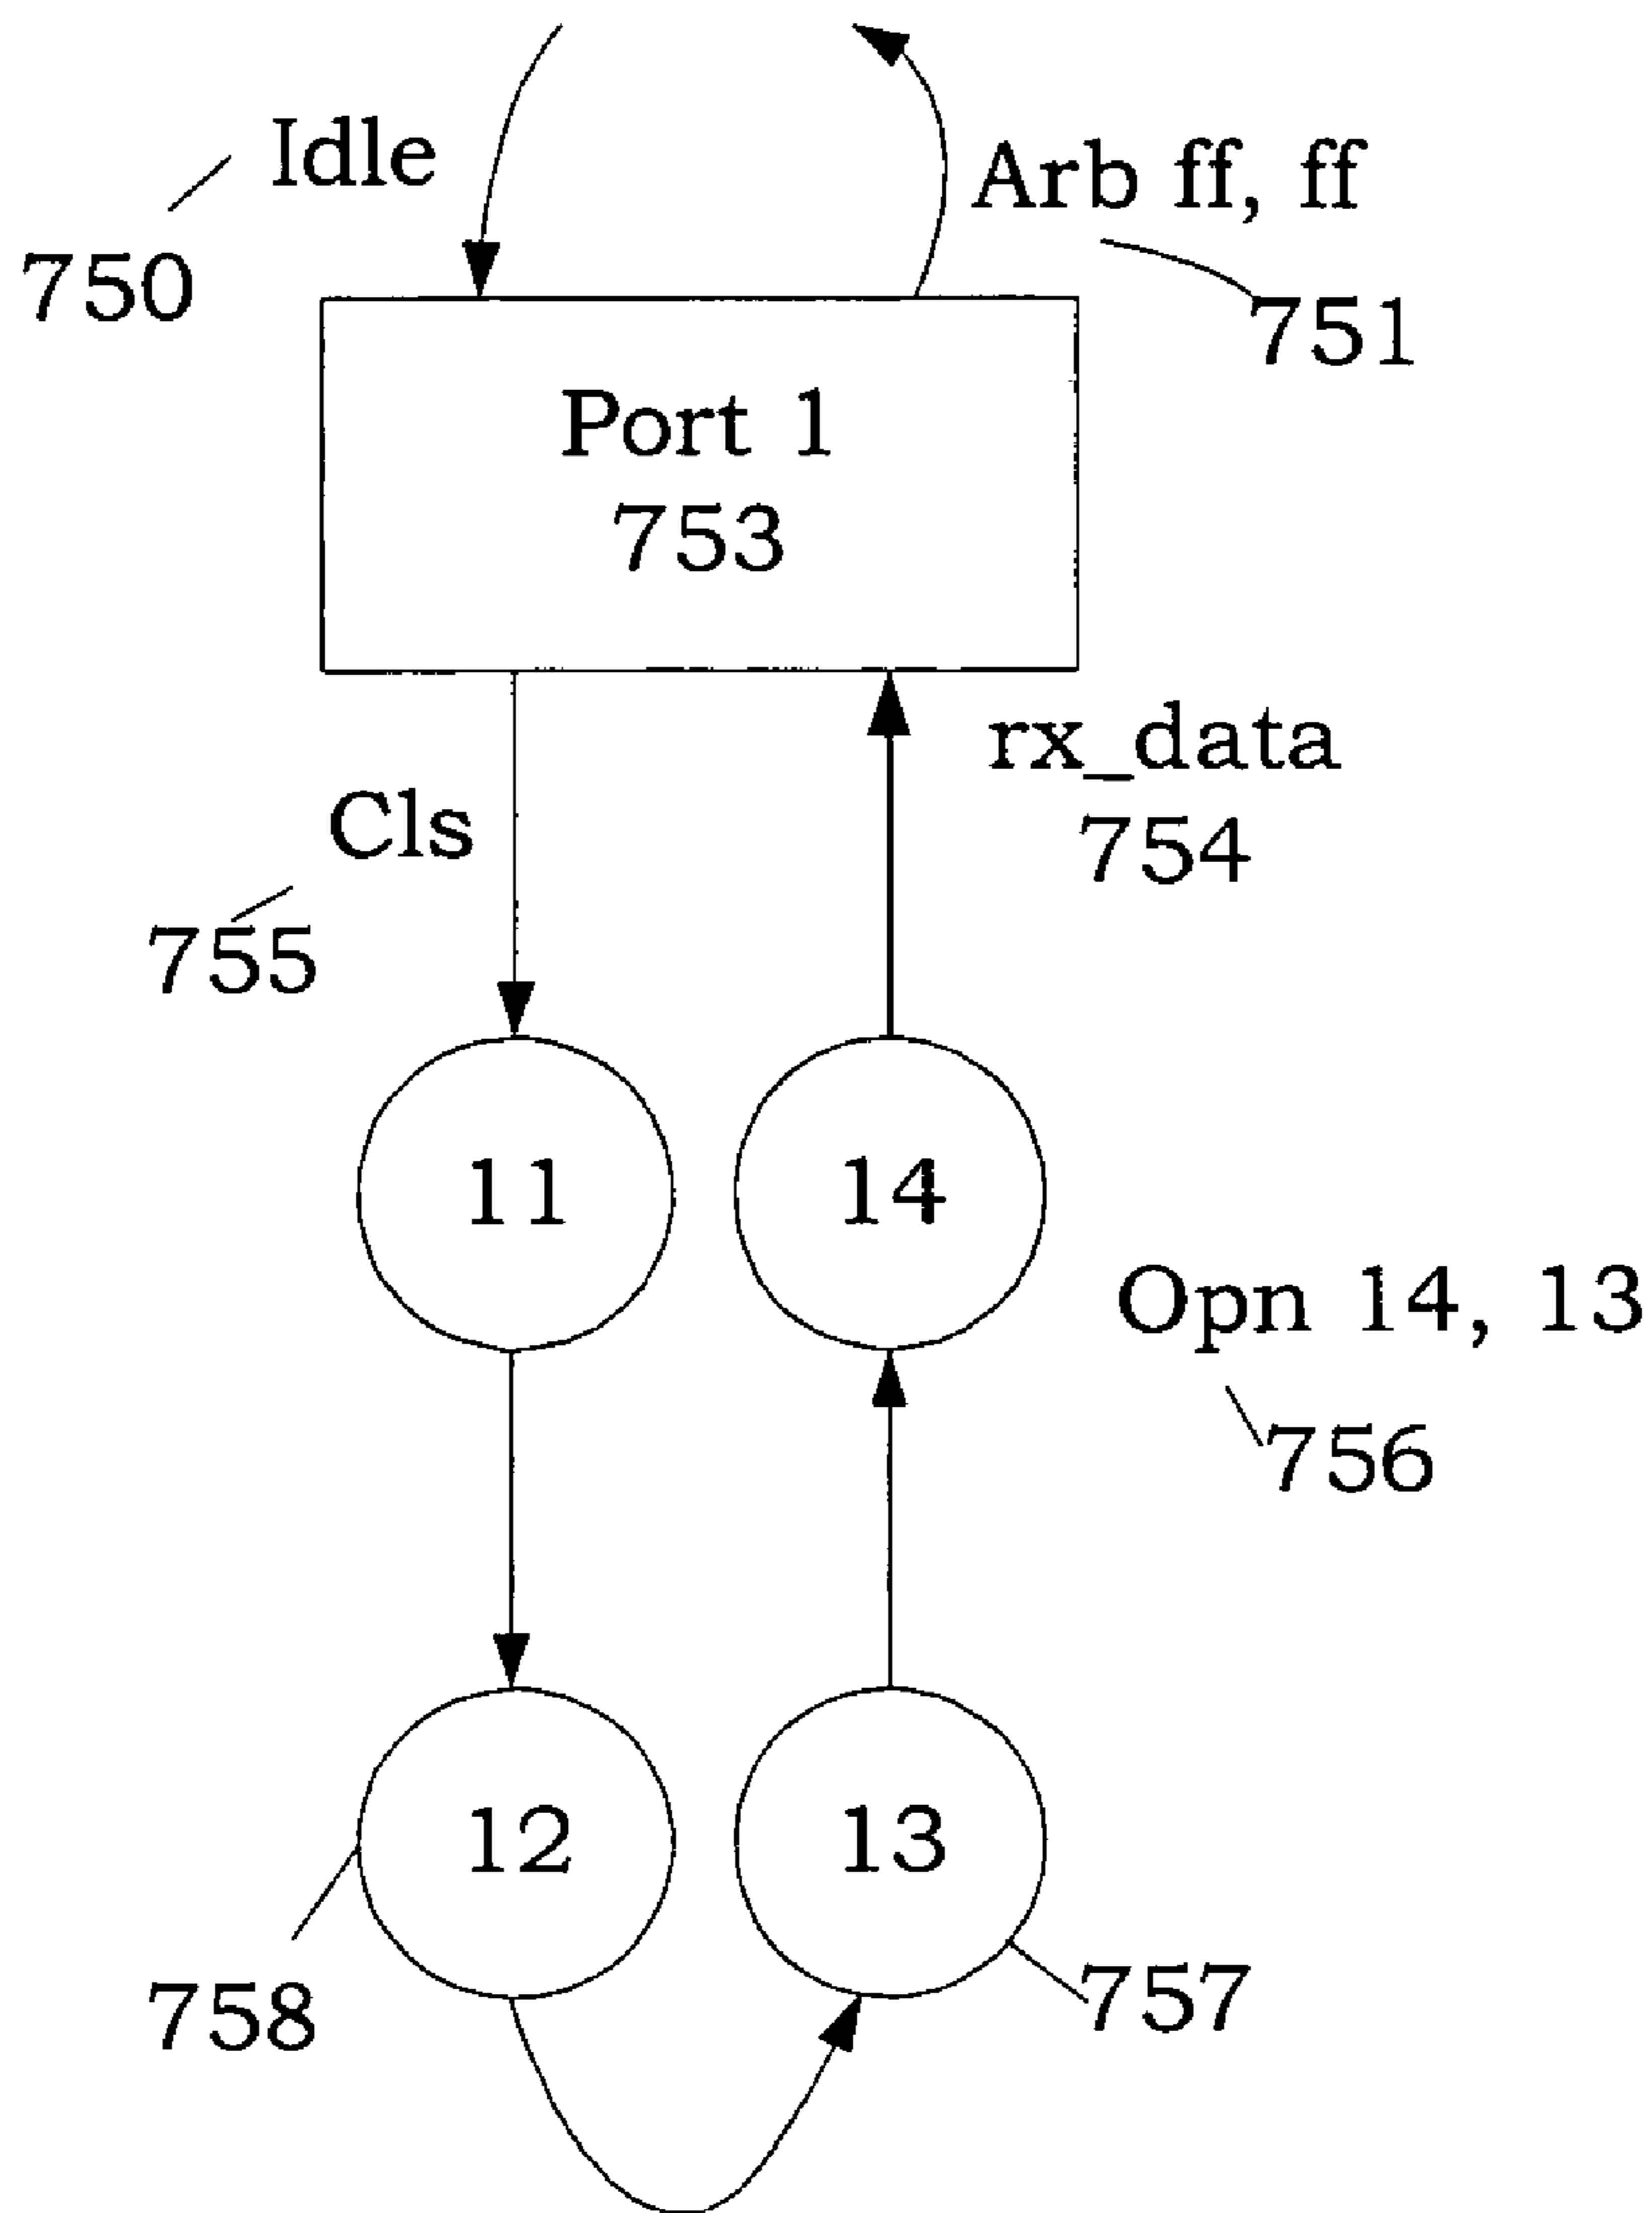 Idle
750
Arb ff, ff
751
Port 1
753
rx_data
754
Cls
755
11
14
Opn 14, 13
756
12
13
758
757